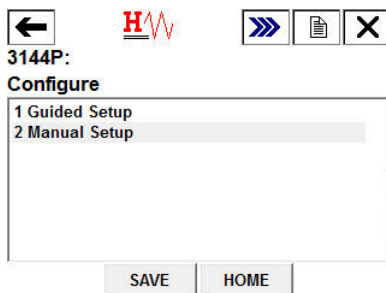 H
3144P:
Configure
1 Guided Setup
2 Manual Setup
SAVE HOME